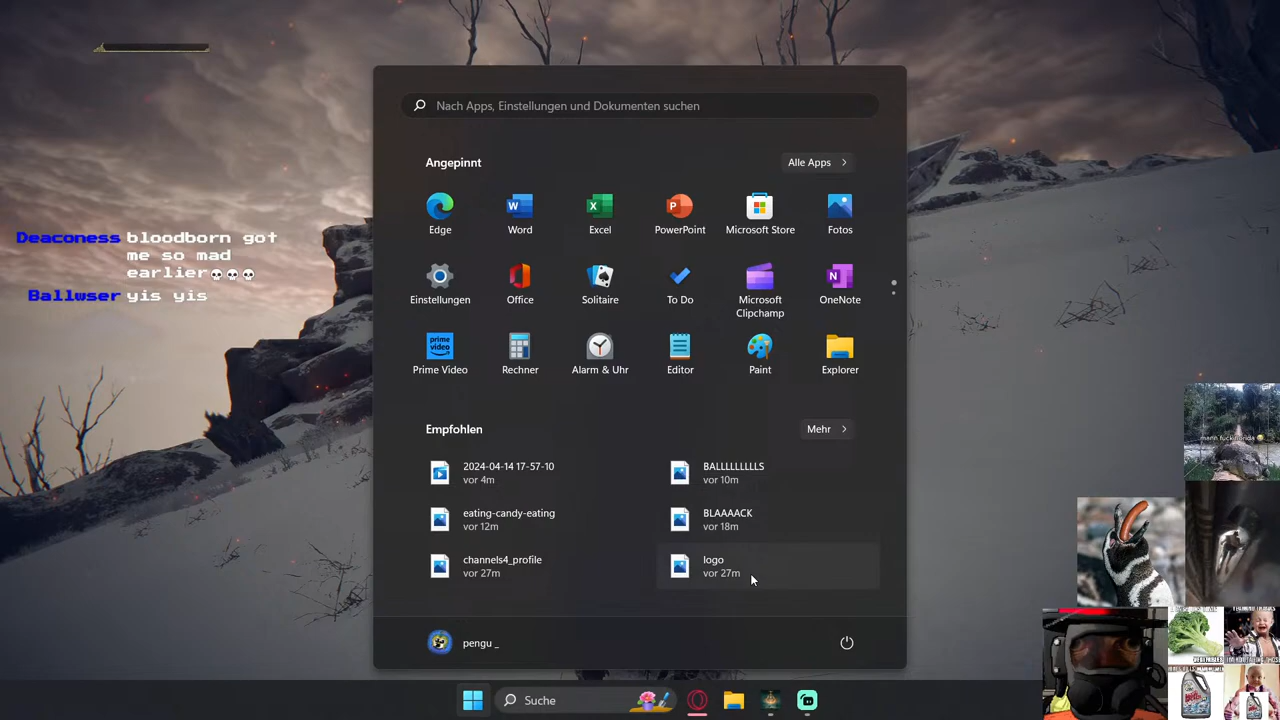 Nach Apps, Einstellungen und Dokumenten suchen
Angepinnt
Alle Apps
Edge
Word
Excel
PowerPoint
Microsoft Store
Fotos
Einstellungen
Office
Solitaire
To Do
Microsoft
Clipchamp
OneNote
prime
video
Prime Video
Rechner
Alarm & Uhr
Editor
Paint
Explorer
Deaconess bloodborn got
me so mad
earlier💀💀💀
Ballwser yis yis
Empfohlen
Mehr
2024-04-14 17-57-10
vor 4m
BALLLLLLLLS
vor 10m
eating-candy-eating
vor 12m
BLAAAACK
vor 18m
channels4_profile
vor 27m
logo
vor 27m
pengu _
Suche